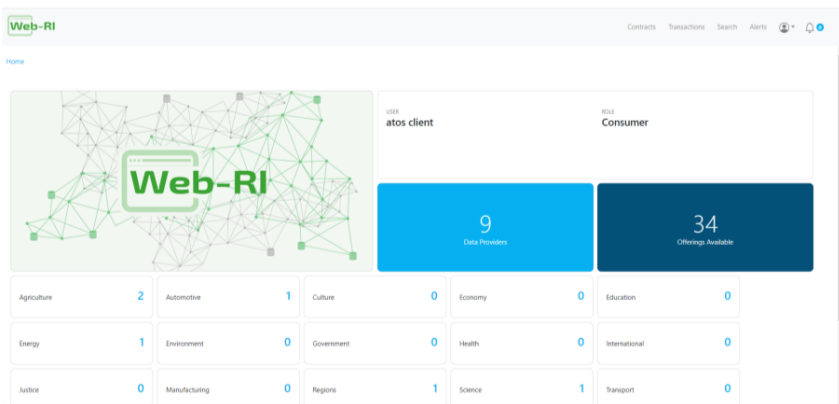 Web-RI
Contracts Transactions Search Alerts 0
Home
Web-RI
USER
atos client
ROLE
Consumer
9
Data Providers
34
Offerings Available
Agriculture 2
Automotive 1
Culture 0
Economy 0
Education 0
Energy 1
Environment 0
Government 0
Health 0
International 0
Justice 0
Manufacturing 0
Regions 1
Science 1
Transport 0